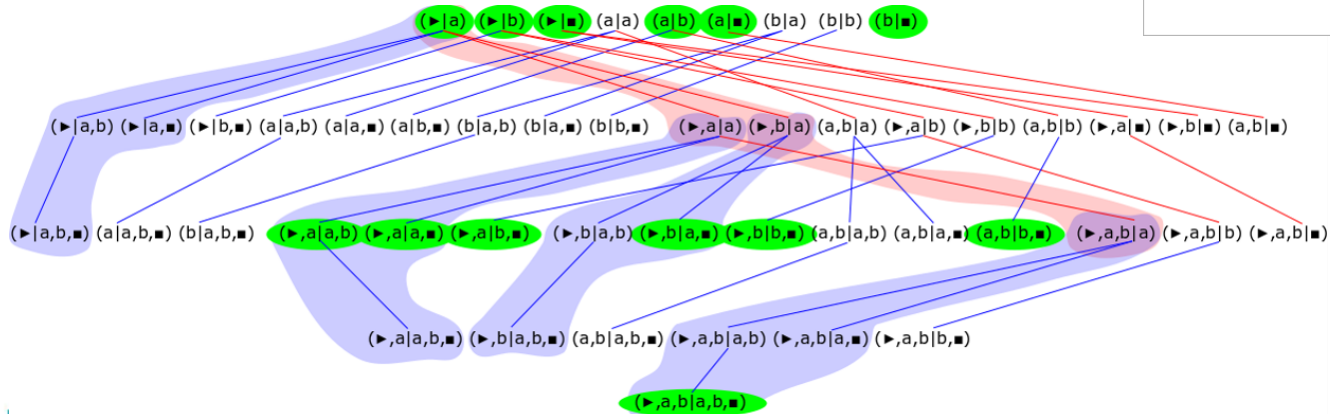 (►|a) (►|b) (►|■) (a|a) (a|b) (a|■) (b|a) (b|b) (b|■)
(►|a,b) (►|a,■) (►|b,■) (a|a,b) (a|a,■) (a|b,■) (b|a,b) (b|a,■) (b|b,■) (►,a|a) (►,b|a) (a,b|a) (►,a|b) (►,b|b) (a,b|b) (►,a|■) (►,b|■) (a,b|■)
(►|a,b,■) (a|a,b,■) (b|a,b,■) (►,a|a,b) (►,a|a,■) (►,a|b,■) (►,b|a,b) (►,b|a,■) (►,b|b,■) (a,b|a,b) (a,b|a,■) (a,b|b,■) (►,a,b|a) (►,a,b|b) (►,a,b|■)
(►,a|a,b,■) (►,b|a,b,■) (a,b|a,b,■) (►,a,b|a,b) (►,a,b|a,■) (►,a,b|b,■)
(►,a,b|a,b,■)